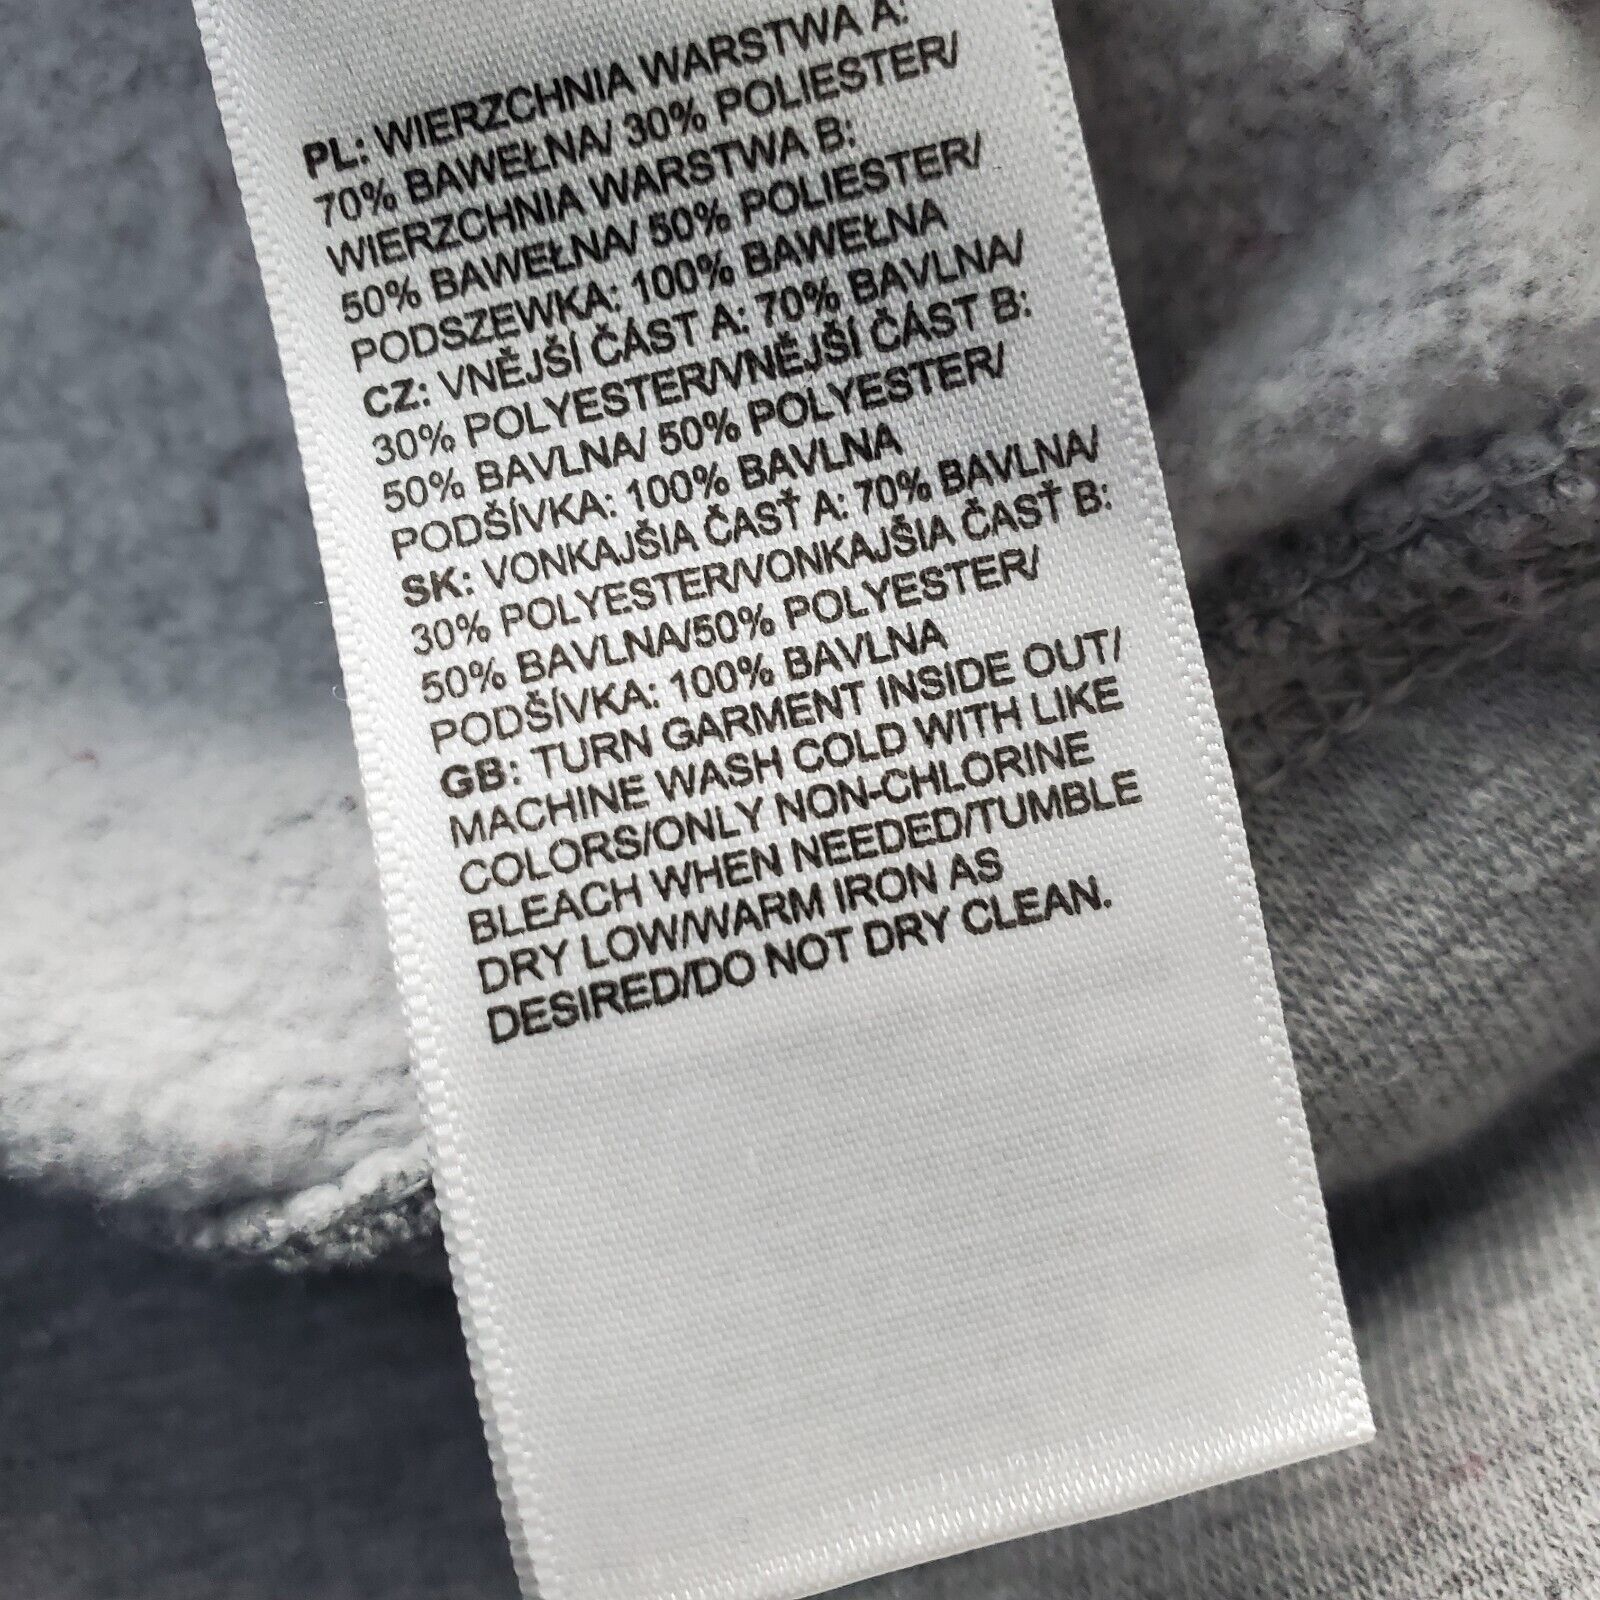 PL: WIERZCHNIA WARSTWA A:
70% BAWEŁNA/ 30% POLIESTER/
WIERZCHNIA WARSTWA B:
50% BAWEŁNA/ 50% POLIESTER/
PODSZEWKA: 100% BAWEŁNA
CZ: VNĚJŠÍ ČÁST A: 70% BAVLNA/
30% POLYESTER/VNĚJŠÍ ČÁST B:
50% BAVLNA/ 50% POLYESTER/
PODŠÍVKA: 100% BAVLNA
SK: VONKAJŠIA ČASŤ A: 70% BAVLNA/
30% POLYESTER/VONKAJŠIA ČASŤ B:
50% BAVLNA/50% POLYESTER/
PODŠÍVKA: 100% BAVLNA
GB: TURN GARMENT INSIDE OUT/
MACHINE WASH COLD WITH LIKE
COLORS/ONLY NON-CHLORINE
BLEACH WHEN NEEDED/TUMBLE
DRY LOW/WARM IRON AS
DESIRED/DO NOT DRY CLEAN.